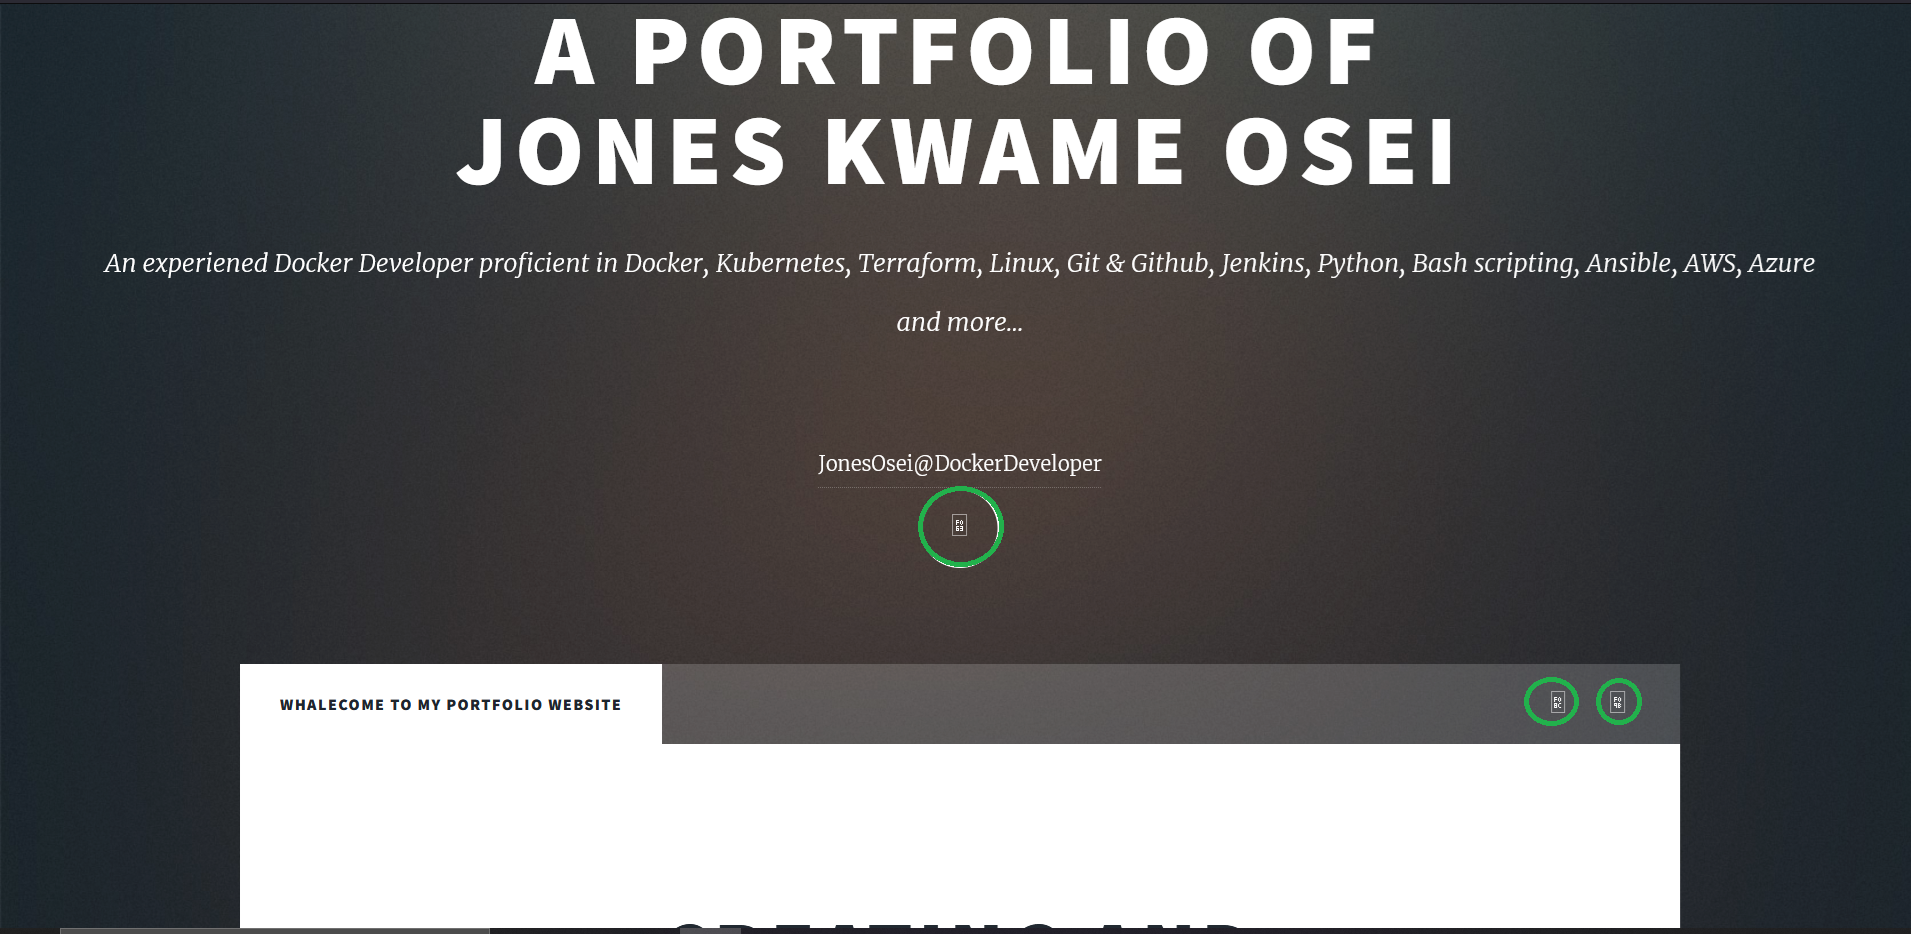 A PORTFOLIO OF
JONES KWAME OSEI
An experiened Docker Developer proficient in Docker, Kubernetes, Terraform, Linux, Git & Github, Jenkins, Python, Bash scripting, Ansible, AWS, Azure
and more...
JonesOsei@DockerDeveloper
WHALECOME TO MY PORTFOLIO WEBSITE